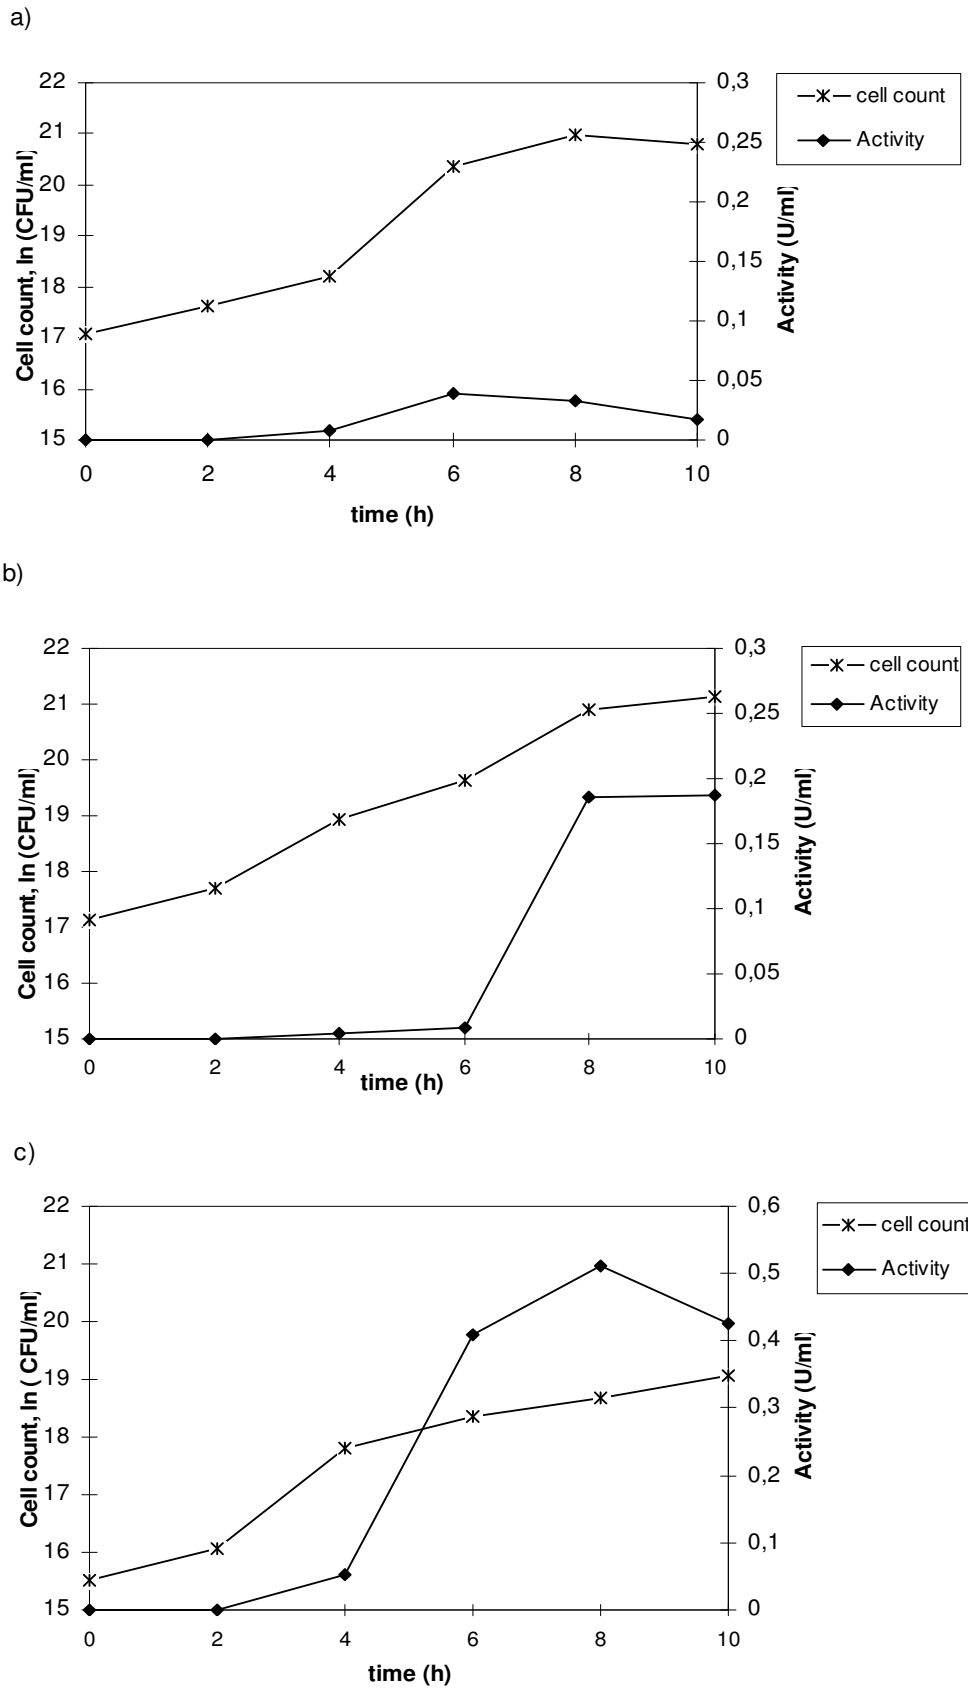 a)
22
21
20
19
18
17
16
15
Cell count, ln (CFU/ml)
0,3
0,25
0,2
0,15
0,1
0,05
0
Activity (U/ml)
cell count
Activity
0 2 4 6 8 10
time (h)
b)
22
21
20
19
18
17
16
15
Cell count, ln (CFU/ml)
0,3
0,25
0,2
0,15
0,1
0,05
0
Activity (U/ml)
cell count
Activity
0 2 4 6 8 10
time (h)
c)
22
21
20
19
18
17
16
15
Cell count, ln ( CFU/ml)
0,6
0,5
0,4
0,3
0,2
0,1
0
Activity (U/ml)
cell count
Activity
0 2 4 6 8 10
time (h)